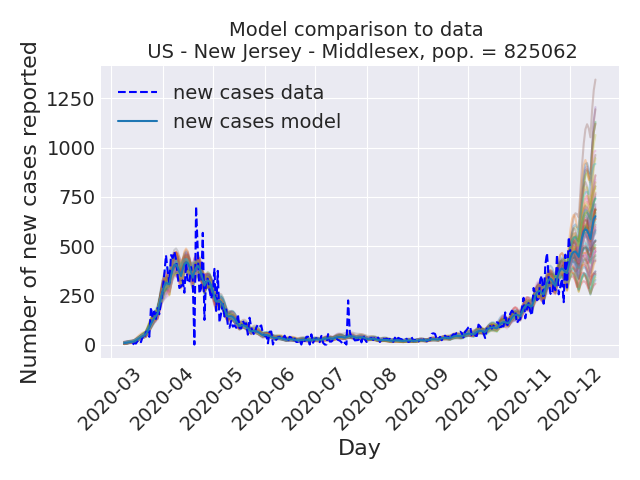 Model comparison to data
US - New Jersey - Middlesex, pop. = 825062
Number of new cases reported
1250
1000
750
500
250
0
new cases data
new cases model
2020-03
2020-04
2020-05
2020-06
2020-07
2020-08
2020-09
2020-10
2020-11
2020-12
Day